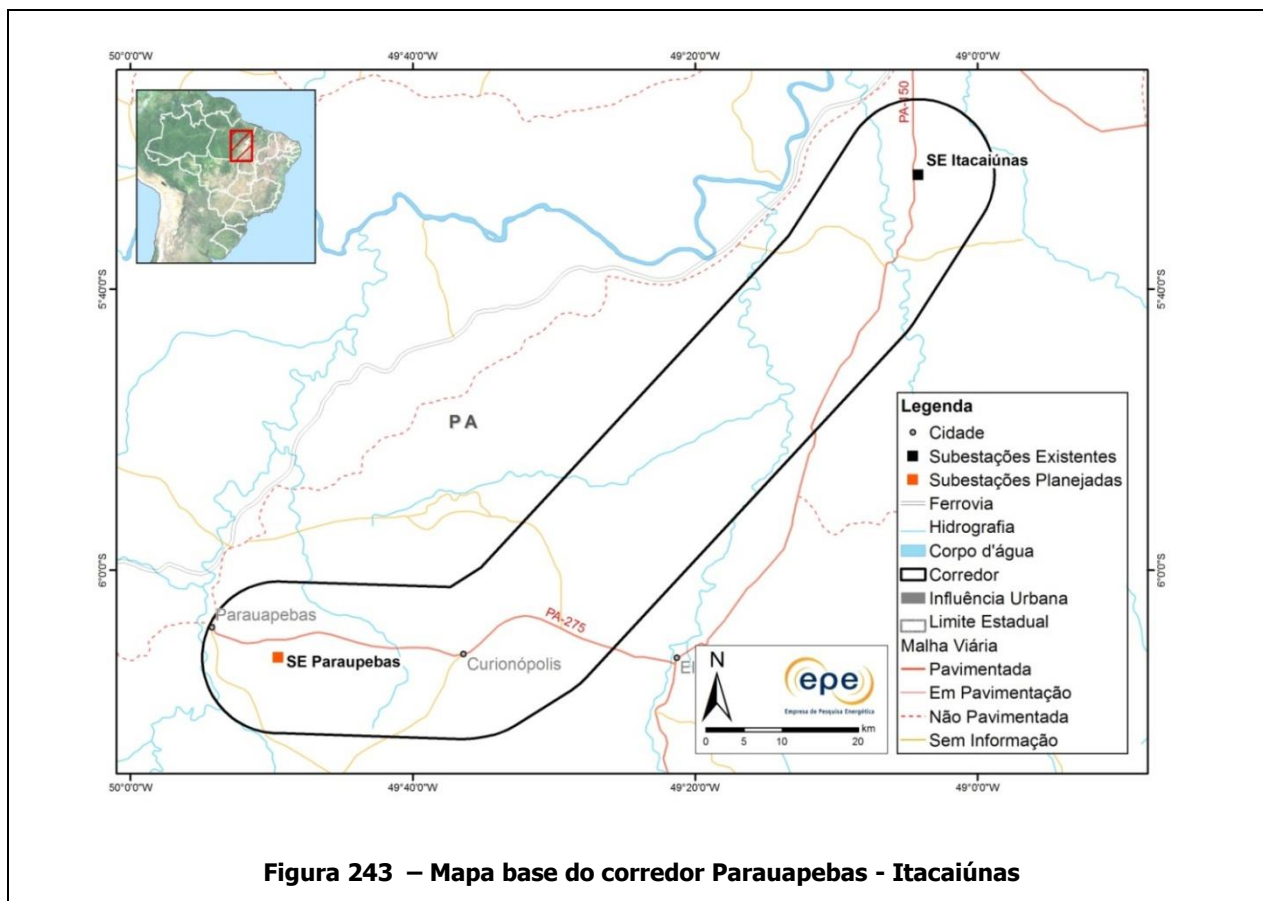 50°0'0"W
49°40'0"W
49°20'0"W
49°0'0"W
PA-150
SE Itacaiúnas
5°40'0"S
5°40'0"S
PA
6°0'0"S
6°0'0"S
Parauapebas
SE Paraupebas
Curionópolis
PA-275
El
N
epe
Empresa de Pesquisa Energética
km
0 5 10 20
Legenda
Cidade
Subestações Existentes
Subestações Planejadas
Ferrovia
Hidrografia
Corpo d'água
Corredor
Influência Urbana
Limite Estadual
Malha Viária
Pavimentada
Em Pavimentação
Não Pavimentada
Sem Informação
50°0'0"W
49°40'0"W
49°20'0"W
49°0'0"W
Figura 243 – Mapa base do corredor Parauapebas - Itacaiúnas